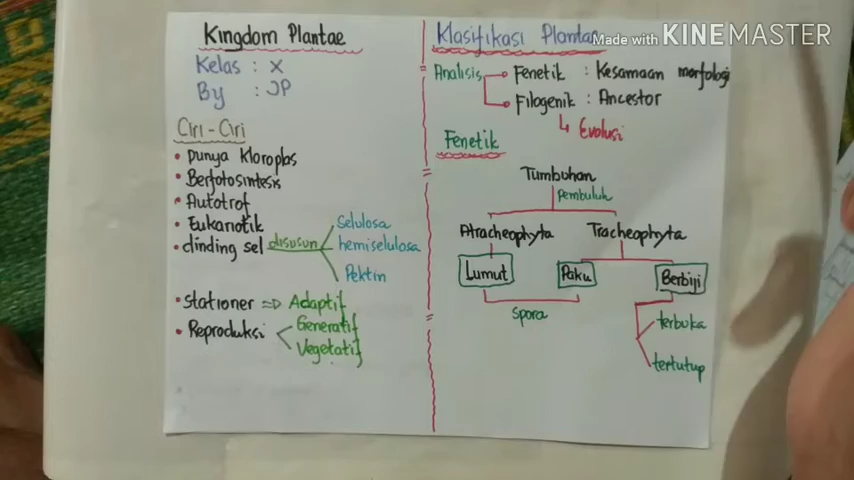 Kingdom Plantae
Kelas : X
By : JP
Ciri - Ciri
• Punya Kloroplas
• Berfotosintesis
• Autotrof
• Eukariotik
• dinding sel disusun
Selulosa
hemiselulosa
Pektin
• Stationer => Adaptif
• Reproduksi
Generatif
Vegetatif
Klasifikasi Plantae
Made with KINEMASTER
Analisis
Fenetik : Kesamaan morfologi
Filogenik : Ancestor
↳ Evolusi
Fenetik
Tumbuhan
Pembuluh
Atracheophyta Tracheophyta
Lumut Paku Berbiji
Spora
terbuka
tertutup